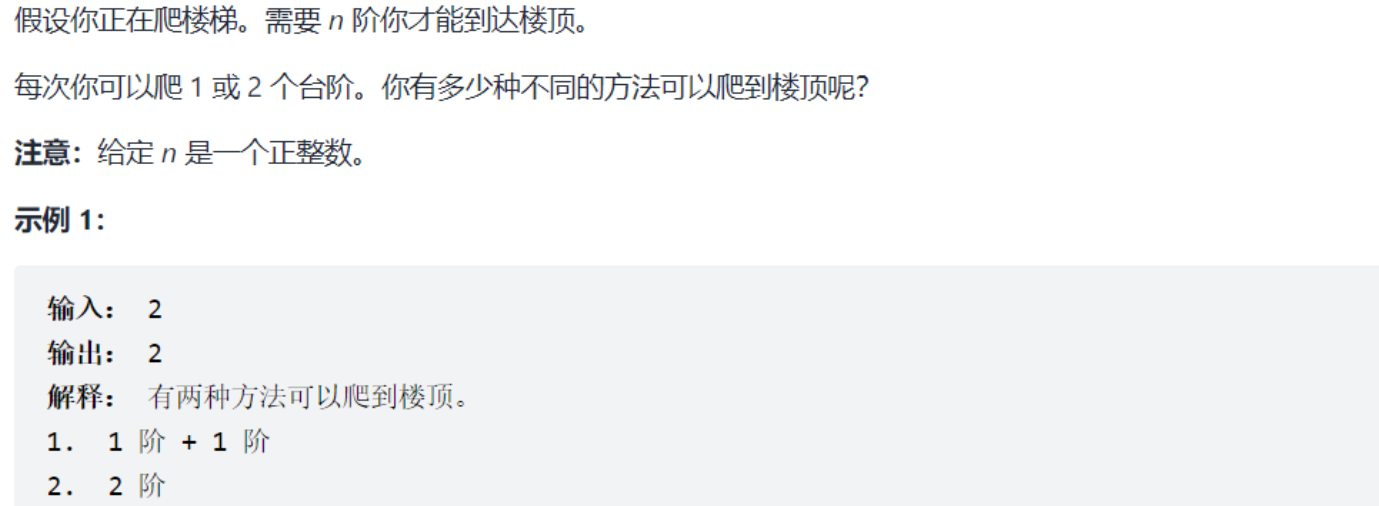 假设你正在爬楼梯。需要 n 阶你才能到达楼顶。
每次你可以爬 1 或 2 个台阶。你有多少种不同的方法可以爬到楼顶呢？
注意：给定 n 是一个正整数。
示例 1：
输入： 2
输出： 2
解释： 有两种方法可以爬到楼顶。
1. 1 阶 + 1 阶
2. 2 阶